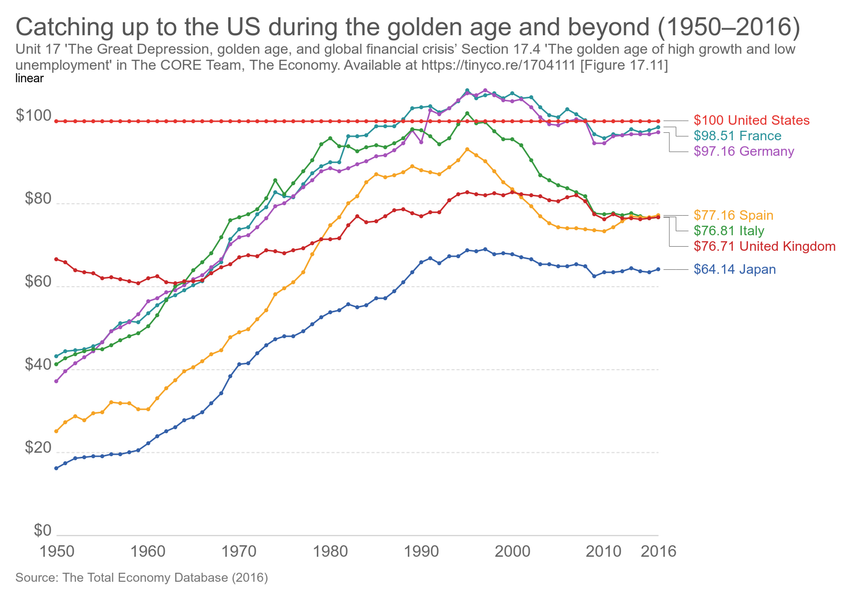 Catching up to the US during the golden age and beyond (1950–2016)
Unit 17 'The Great Depression, golden age, and global financial crisis' Section 17.4 'The golden age of high growth and low
unemployment' in The CORE Team, The Economy. Available at https://tinyco.re/1704111 [Figure 17.11]
linear
$100
$80
$60
$40
$20
$0
1950 1960 1970 1980 1990 2000 2010 2016
$100 United States
$98.51 France
$97.16 Germany
$77.16 Spain
$76.81 Italy
$76.71 United Kingdom
$64.14 Japan
Source: The Total Economy Database (2016)